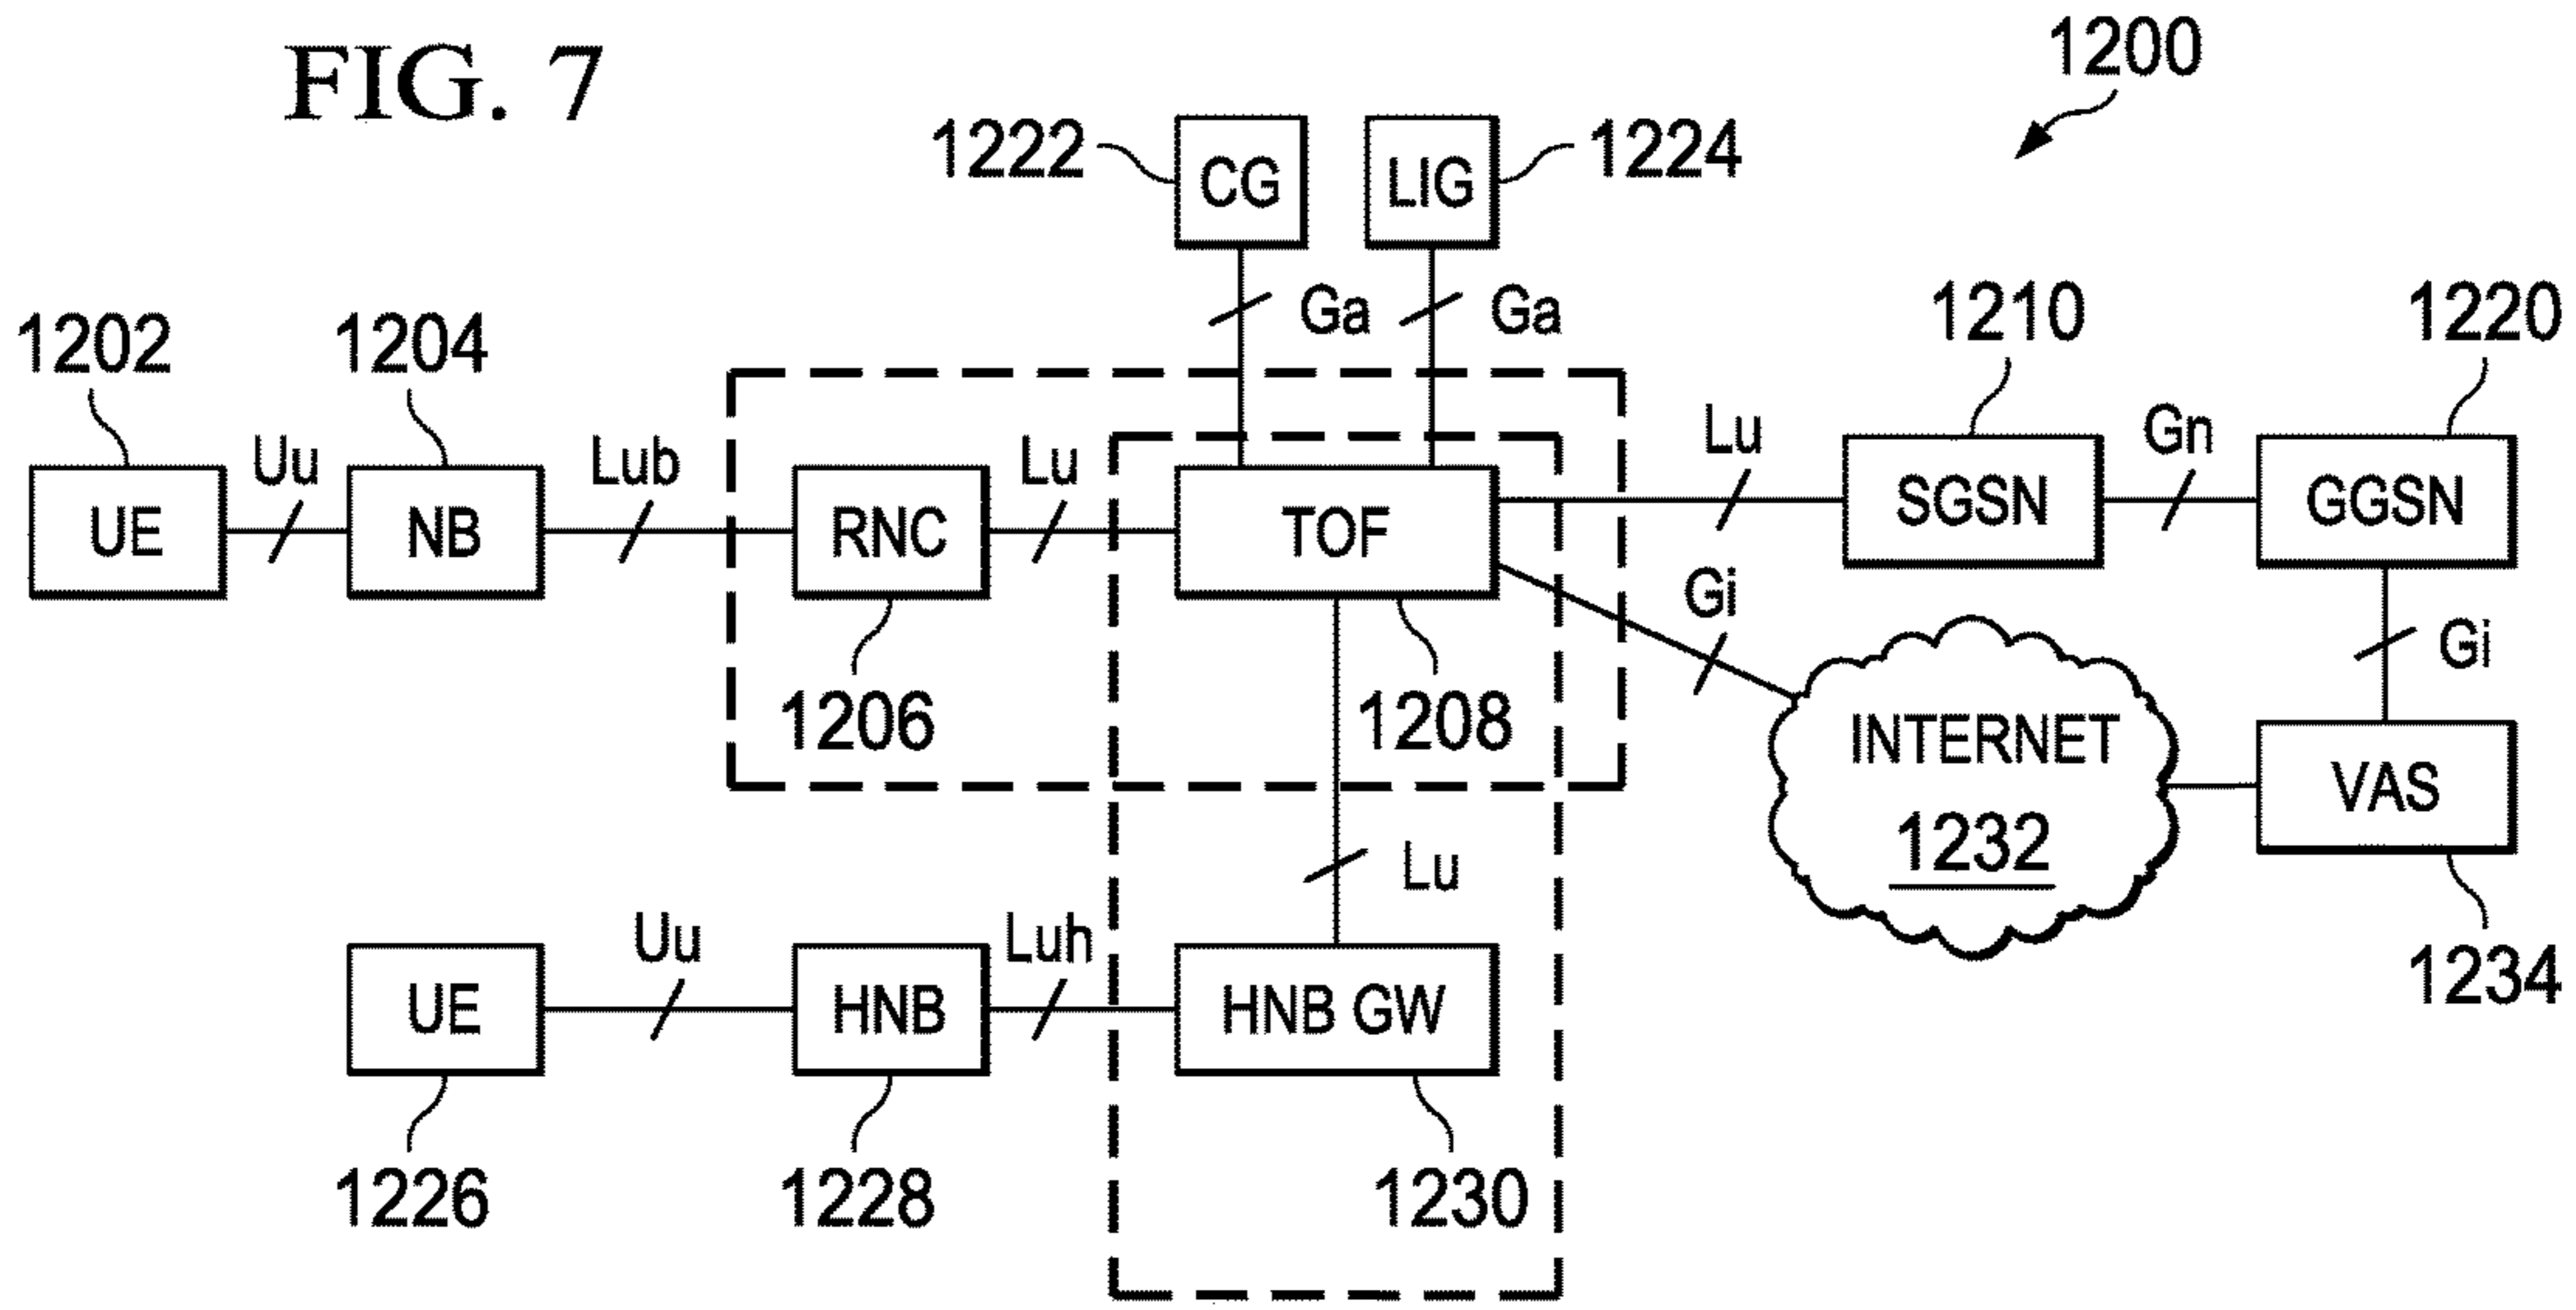 FIG. 7
1200
1222 CG LIG 1224
Ga Ga
1202 1204 1210 1220
Uu Lub Lu Lu Gn
UE NB RNC TOF SGSN GGSN
Gi Gi
1206 1208
INTERNET
1232
VAS
Lu
1234
Uu Luh
UE HNB HNB GW
1226 1228 1230